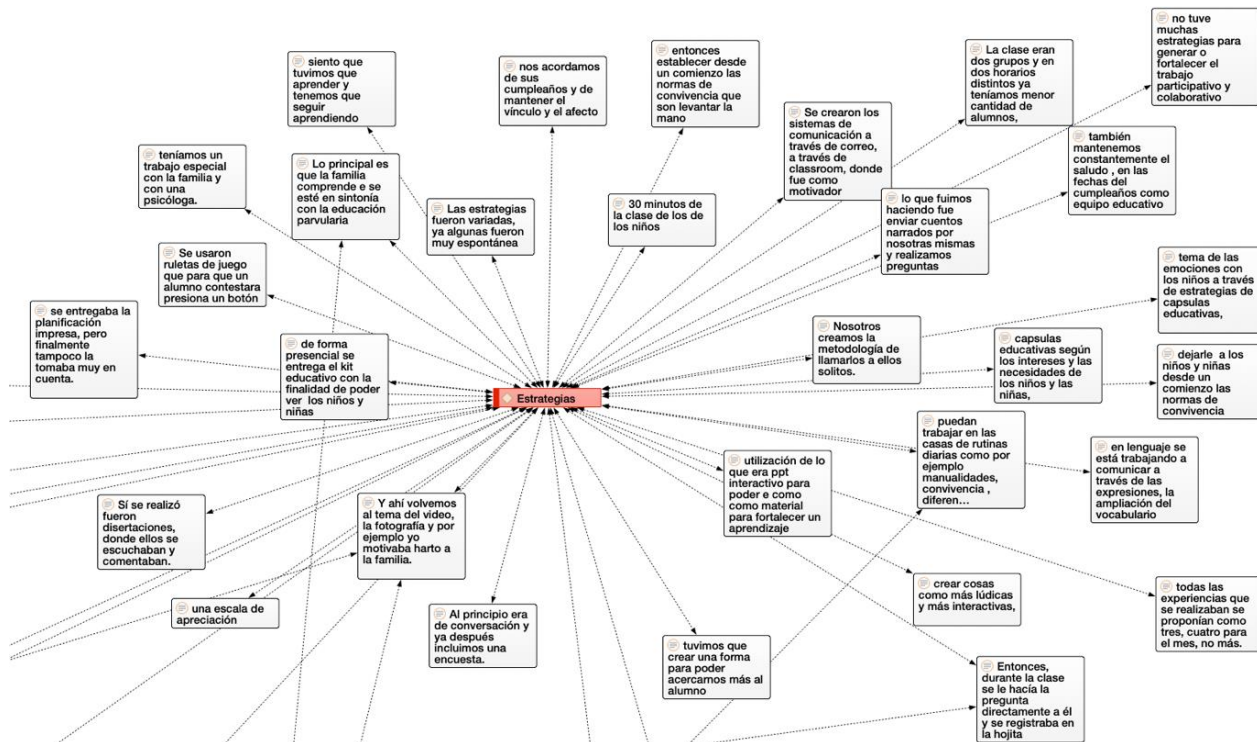 no tuve
muchas
estrategias para
generar o
fortalecer el
trabajo
participativo y
colaborativo
La clase eran
dos grupos y en
dos horarios
distintos ya
teníamos menor
cantidad de
alumnos,
entonces
establecer desde
un comienzo las
normas de
convivencia que
son levantar la
mano
siento que
tuvimos que
aprender y
tenemos que
seguir
aprendiendo
nos acordamos
de sus
cumpleaños y de
mantener el
vínculo y el afecto
Se crearon los
sistemas de
comunicación a
través de correo,
a través de
classroom, donde
fue como
motivador
también
mantenemos
constantemente el
saludo , en las
fechas del
cumpleaños como
equipo educativo
teníamos un
trabajo especial
con la familia y
con una
psicóloga.
Lo principal es
que la familia
comprende e se
esté en sintonía
con la educación
parvularia
Las estrategias
fueron variadas,
ya algunas fueron
muy espontánea
30 minutos de
la clase de los de
los niños
lo que fuimos
haciendo fue
enviar cuentos
narrados por
nosotras mismas
y realizamos
preguntas
Se usaron
ruletas de juego
que para que un
alumno contestara
presiona un botón
tema de las
emociones con
los niños a través
de estrategias de
capsulas
educativas,
se entregaba la
planificación
impresa, pero
finalmente
tampoco la
tomaba muy en
cuenta.
de forma
presencial se
entrega el kit
educativo con la
finalidad de poder
ver los niños y
niñas
Nosotros
creamos la
metodología de
llamarlos a ellos
solitos.
capsulas
educativas según
los intereses y las
necesidades de
los niños y las
niñas,
dejarle a los
niños y niñas
desde un
comienzo las
normas de
convivencia
Estrategias
puedan
trabajar en las
casas de rutinas
diarias como por
ejemplo
manualidades,
convivencia ,
diferen...
en lenguaje se
está trabajando a
comunicar a
través de las
expresiones, la
ampliación del
vocabulario
utilización de lo
que era ppt
interactivo para
poder e como
como material
para fortalecer un
aprendizaje
Sí se realizó
fueron
disertaciones,
donde ellos se
escuchaban y
comentaban.
Y ahí volvemos
al tema del video,
la fotografía y por
ejemplo yo
motivaba harto a
la familia.
crear cosas
como más lúdicas
y más interactivas,
todas las
experiencias que
se realizaban se
proponían como
tres, cuatro para
el mes, no más.
una escala de
apreciación
Al principio era
de conversación y
ya después
incluimos una
encuesta.
tuvimos que
crear una forma
para poder
acercarnos más al
alumno
Entonces,
durante la clase
se le hacía la
pregunta
directamente a él
y se registraba en
la hojita